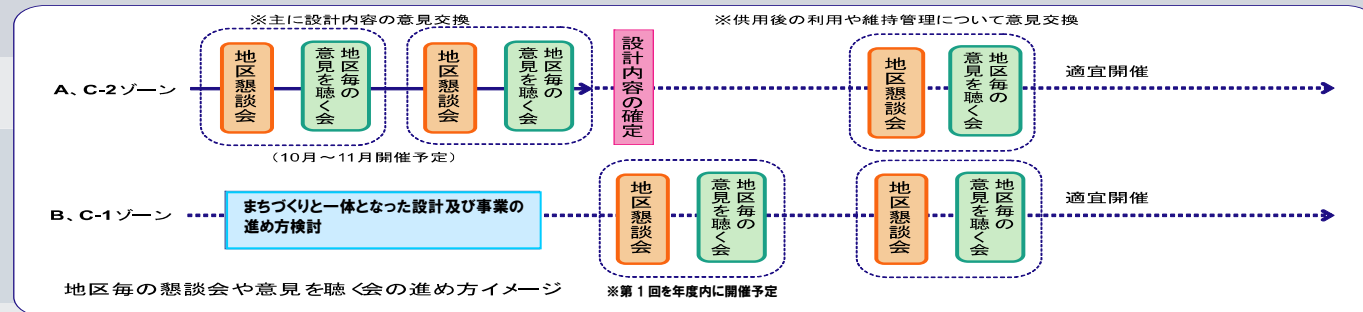 ※主に設計内容の意見交換
※供用後の利用や維持管理について意見交換
A、C-2ゾーン
地区懇談会
地区毎の
意見を聴く会
地区懇談会
地区毎の
意見を聴く会
設計内容の確定
地区懇談会
地区毎の
意見を聴く会
適宜開催
(10月～11月開催予定)
B、C-1ゾーン
まちづくりと一体となった設計及び事業の
進め方検討
地区懇談会
地区毎の
意見を聴く会
地区懇談会
地区毎の
意見を聴く会
適宜開催
※第1回を年度内に開催予定
地区毎の懇談会や意見を聴く会の進め方イメージ